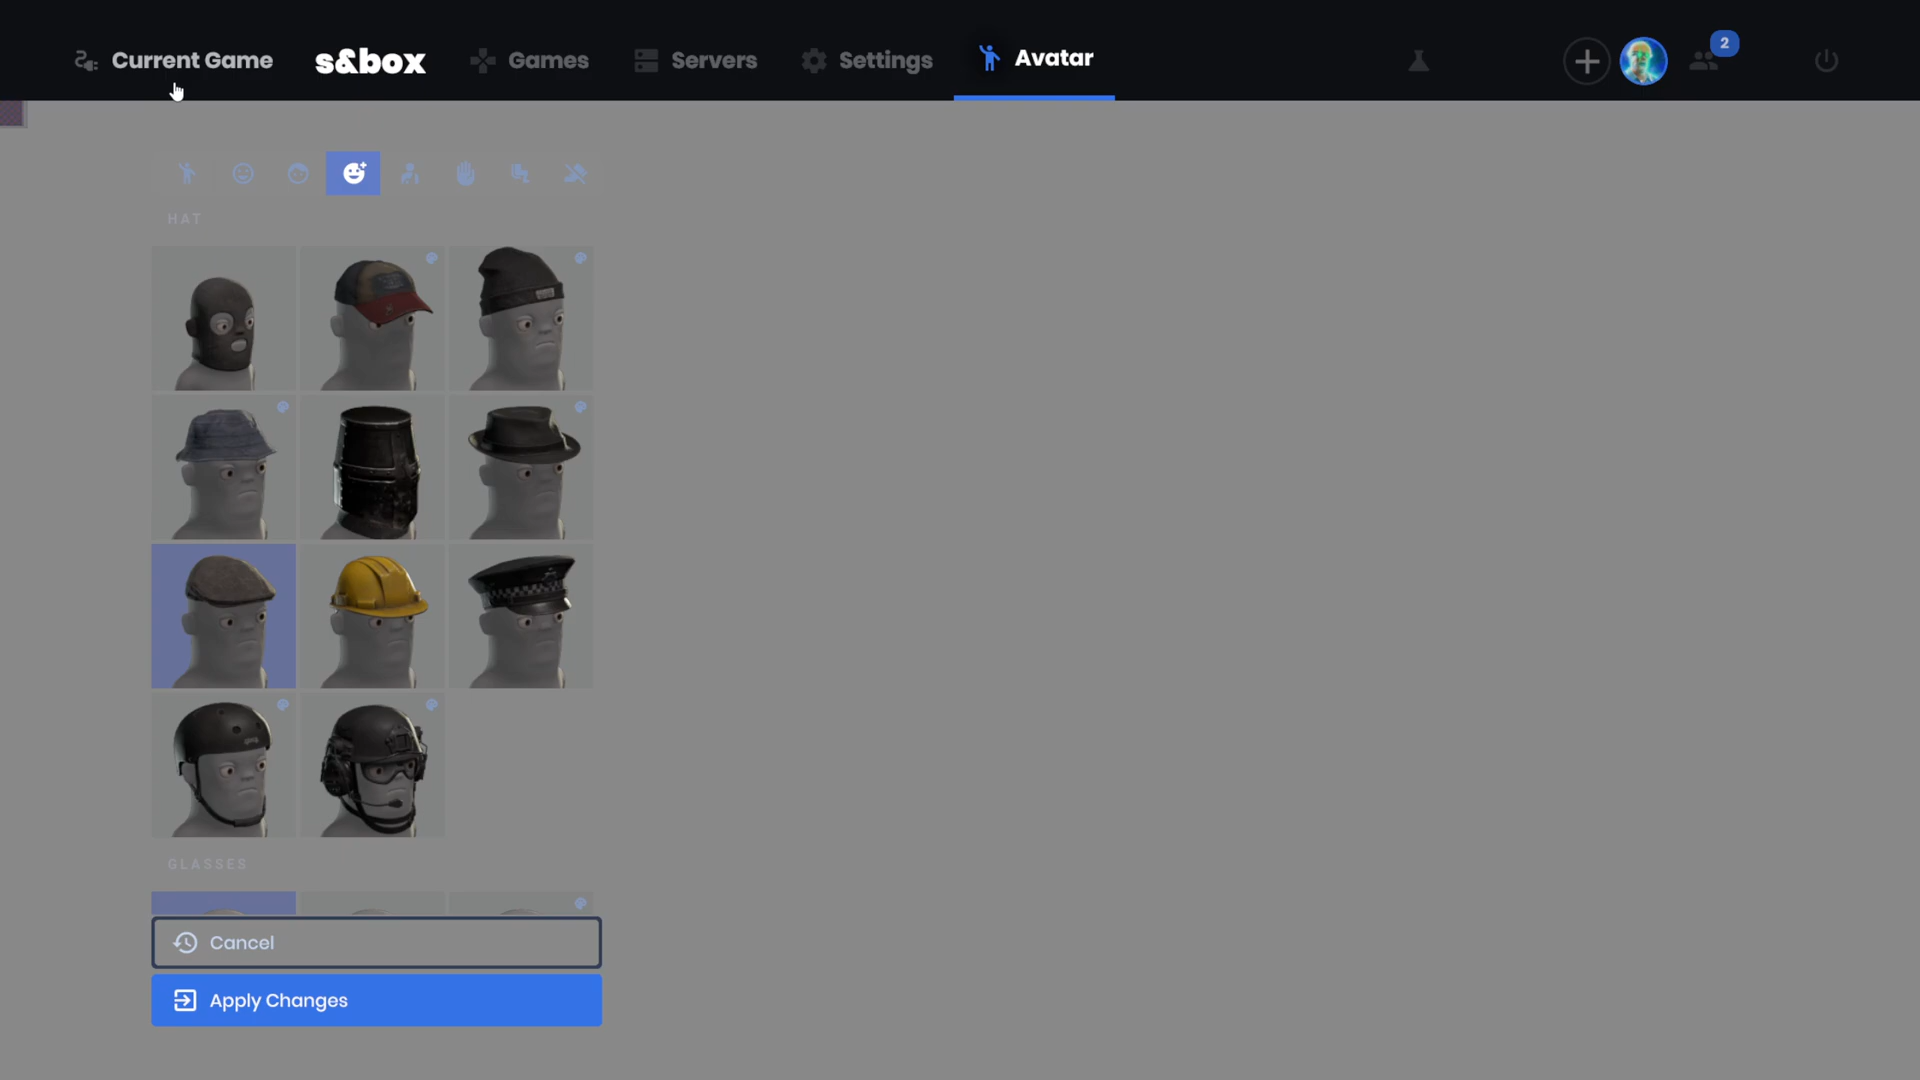 Current Game
s&box
Games
Servers
Settings
Avatar
2
HAT
GLASSES
Cancel
Apply Changes